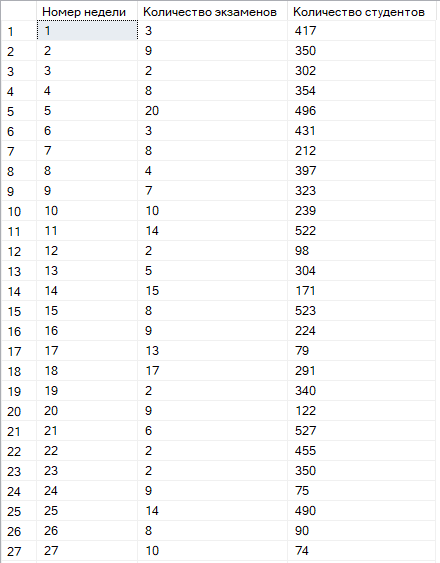 Номер недели Количество экзаменов Количество студентов
1 1 3 417
2 2 9 350
3 3 2 302
4 4 8 354
5 5 20 496
6 6 3 431
7 7 8 212
8 8 4 397
9 9 7 323
10 10 10 239
11 11 14 522
12 12 2 98
13 13 5 304
14 14 15 171
15 15 8 523
16 16 9 224
17 17 13 79
18 18 17 291
19 19 2 340
20 20 9 122
21 21 6 527
22 22 2 455
23 23 2 350
24 24 9 75
25 25 14 490
26 26 8 90
27 27 10 74